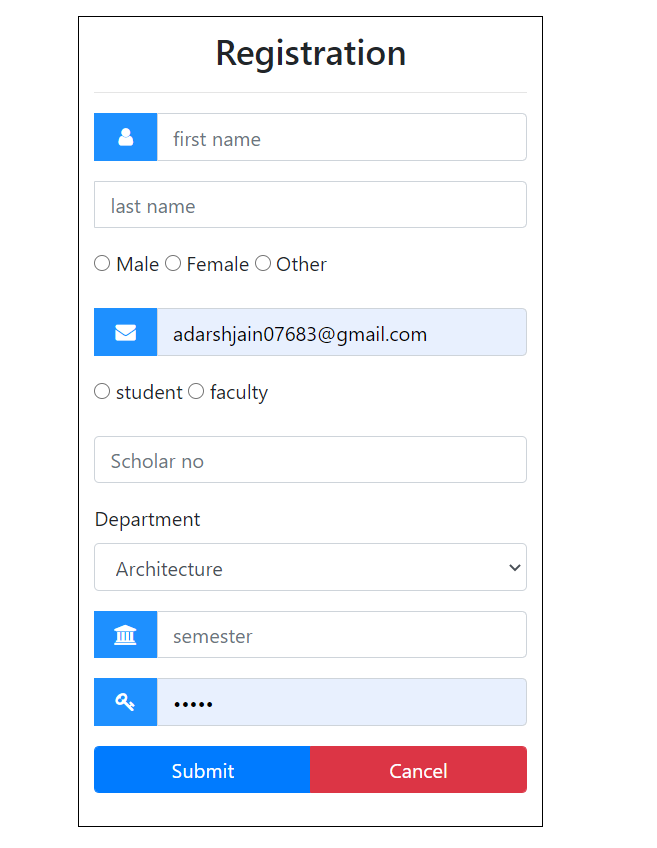 Registration
first name
last name
Male Female Other
adarshjain07683@gmail.com
student faculty
Scholar no
Department
Architecture
semester
•••••
Submit Cancel